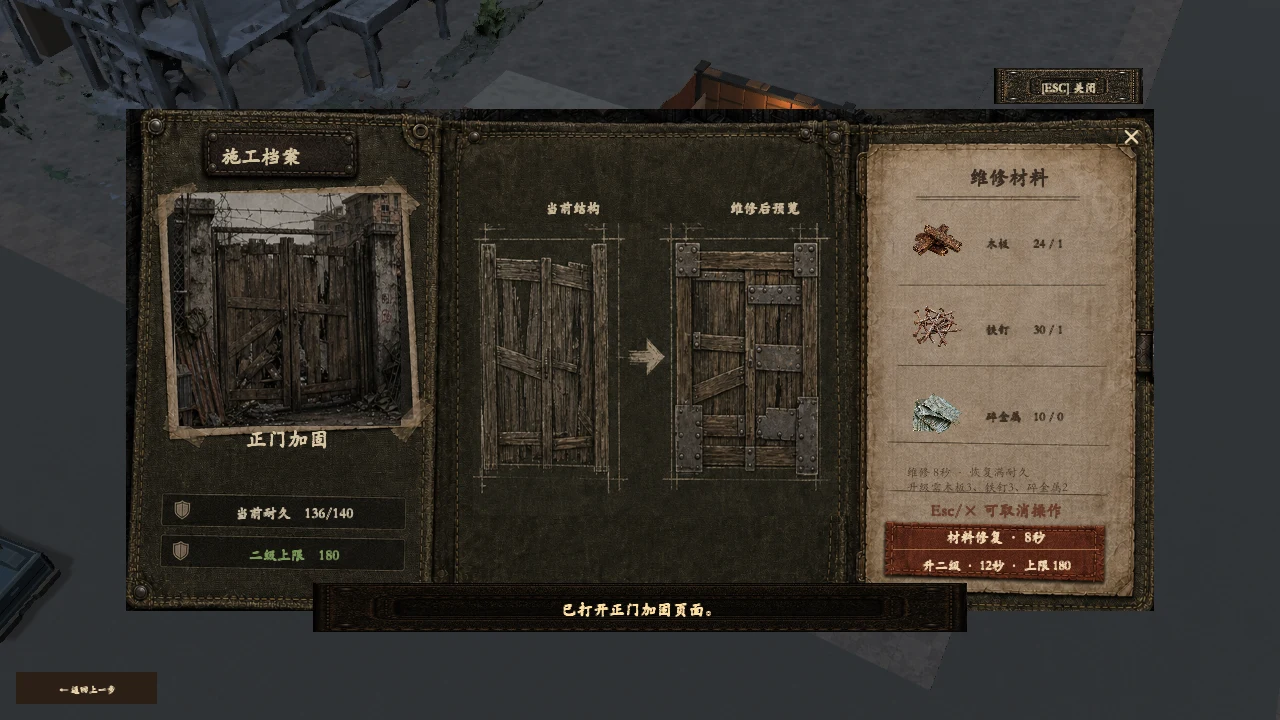 [ESC] 关闭
施工档案
正门加固
当前耐久 136/140
二级上限 180
当前结构
维修后预览
维修材料
木板 24 / 1
铁钉 30 / 1
碎金属 10 / 0
维修 8秒 · 恢复满耐久
升级需木板3、铁钉3、碎金属2
Esc/✕ 可取消操作
材料修复 · 8秒
升二级 · 12秒 · 上限 180
已打开正门加固页面。
← 返回上一步